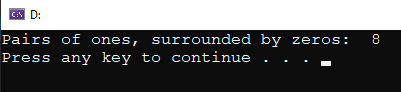 D:
Pairs of ones, surrounded by zeros:  8
Press any key to continue . . .